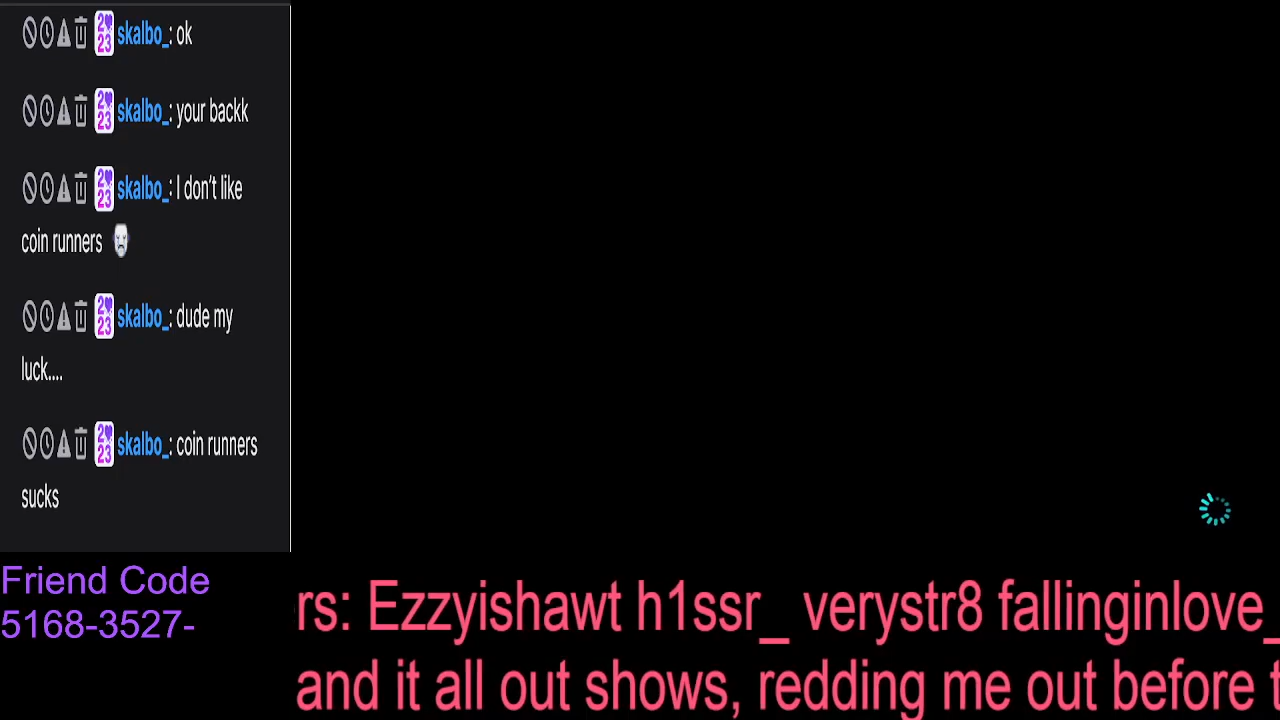 skalbo_: ok
skalbo_: your backk
skalbo_: I don't like
coin runners
skalbo_: dude my
luck....
skalbo_: coin runners
sucks
Friend Code
5168-3527-
rs: Ezzyishawt h1ssr_ verystr8 fallinginlove_
and it all out shows, redding me out before t